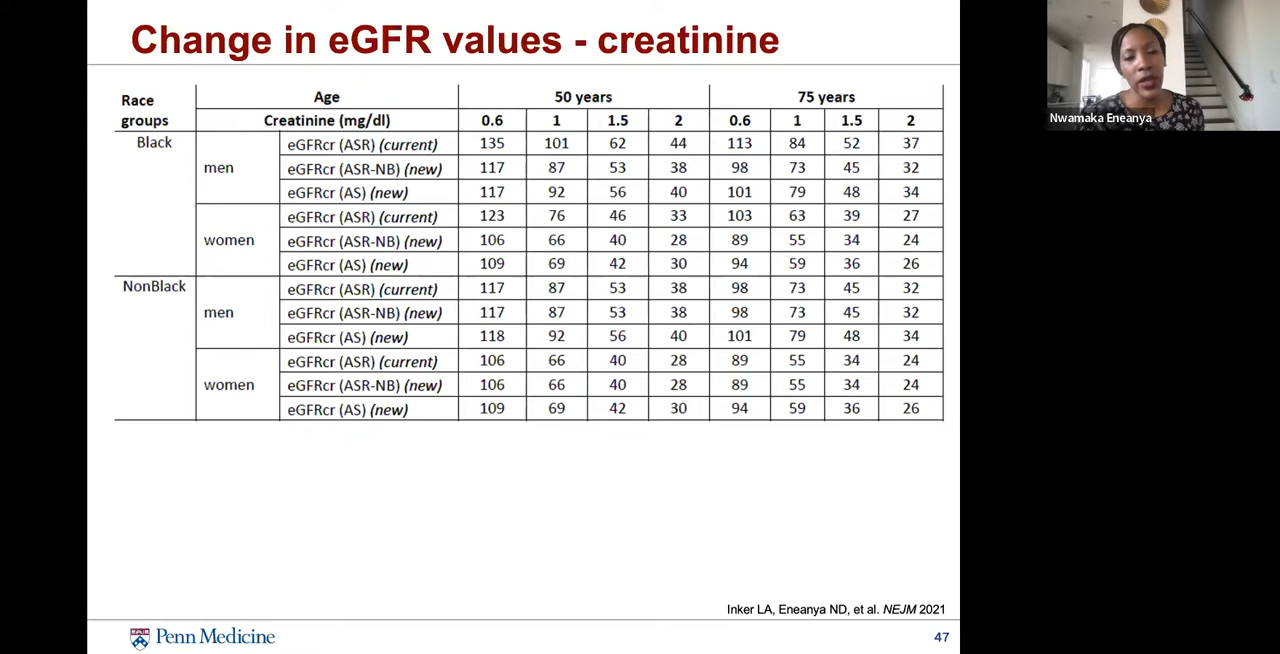 Change in eGFR values - creatinine
Race groups Age 50 years 75 years
Creatinine (mg/dl) 0.6 1 1.5 2 0.6 1 1.5 2
Black men eGFRcr (ASR) (current) 135 101 62 44 113 84 52 37
eGFRcr (ASR-NB) (new) 117 87 53 38 98 73 45 32
eGFRcr (AS) (new) 117 92 56 40 101 79 48 34
women eGFRcr (ASR) (current) 123 76 46 33 103 63 39 27
eGFRcr (ASR-NB) (new) 106 66 40 28 89 55 34 24
eGFRcr (AS) (new) 109 69 42 30 94 59 36 26
NonBlack men eGFRcr (ASR) (current) 117 87 53 38 98 73 45 32
eGFRcr (ASR-NB) (new) 117 87 53 38 98 73 45 32
eGFRcr (AS) (new) 118 92 56 40 101 79 48 34
women eGFRcr (ASR) (current) 106 66 40 28 89 55 34 24
eGFRcr (ASR-NB) (new) 106 66 40 28 89 55 34 24
eGFRcr (AS) (new) 109 69 42 30 94 59 36 26
Inker LA, Eneanya ND, et al. NEJM 2021
Penn Medicine
47
Nwamaka Eneanya